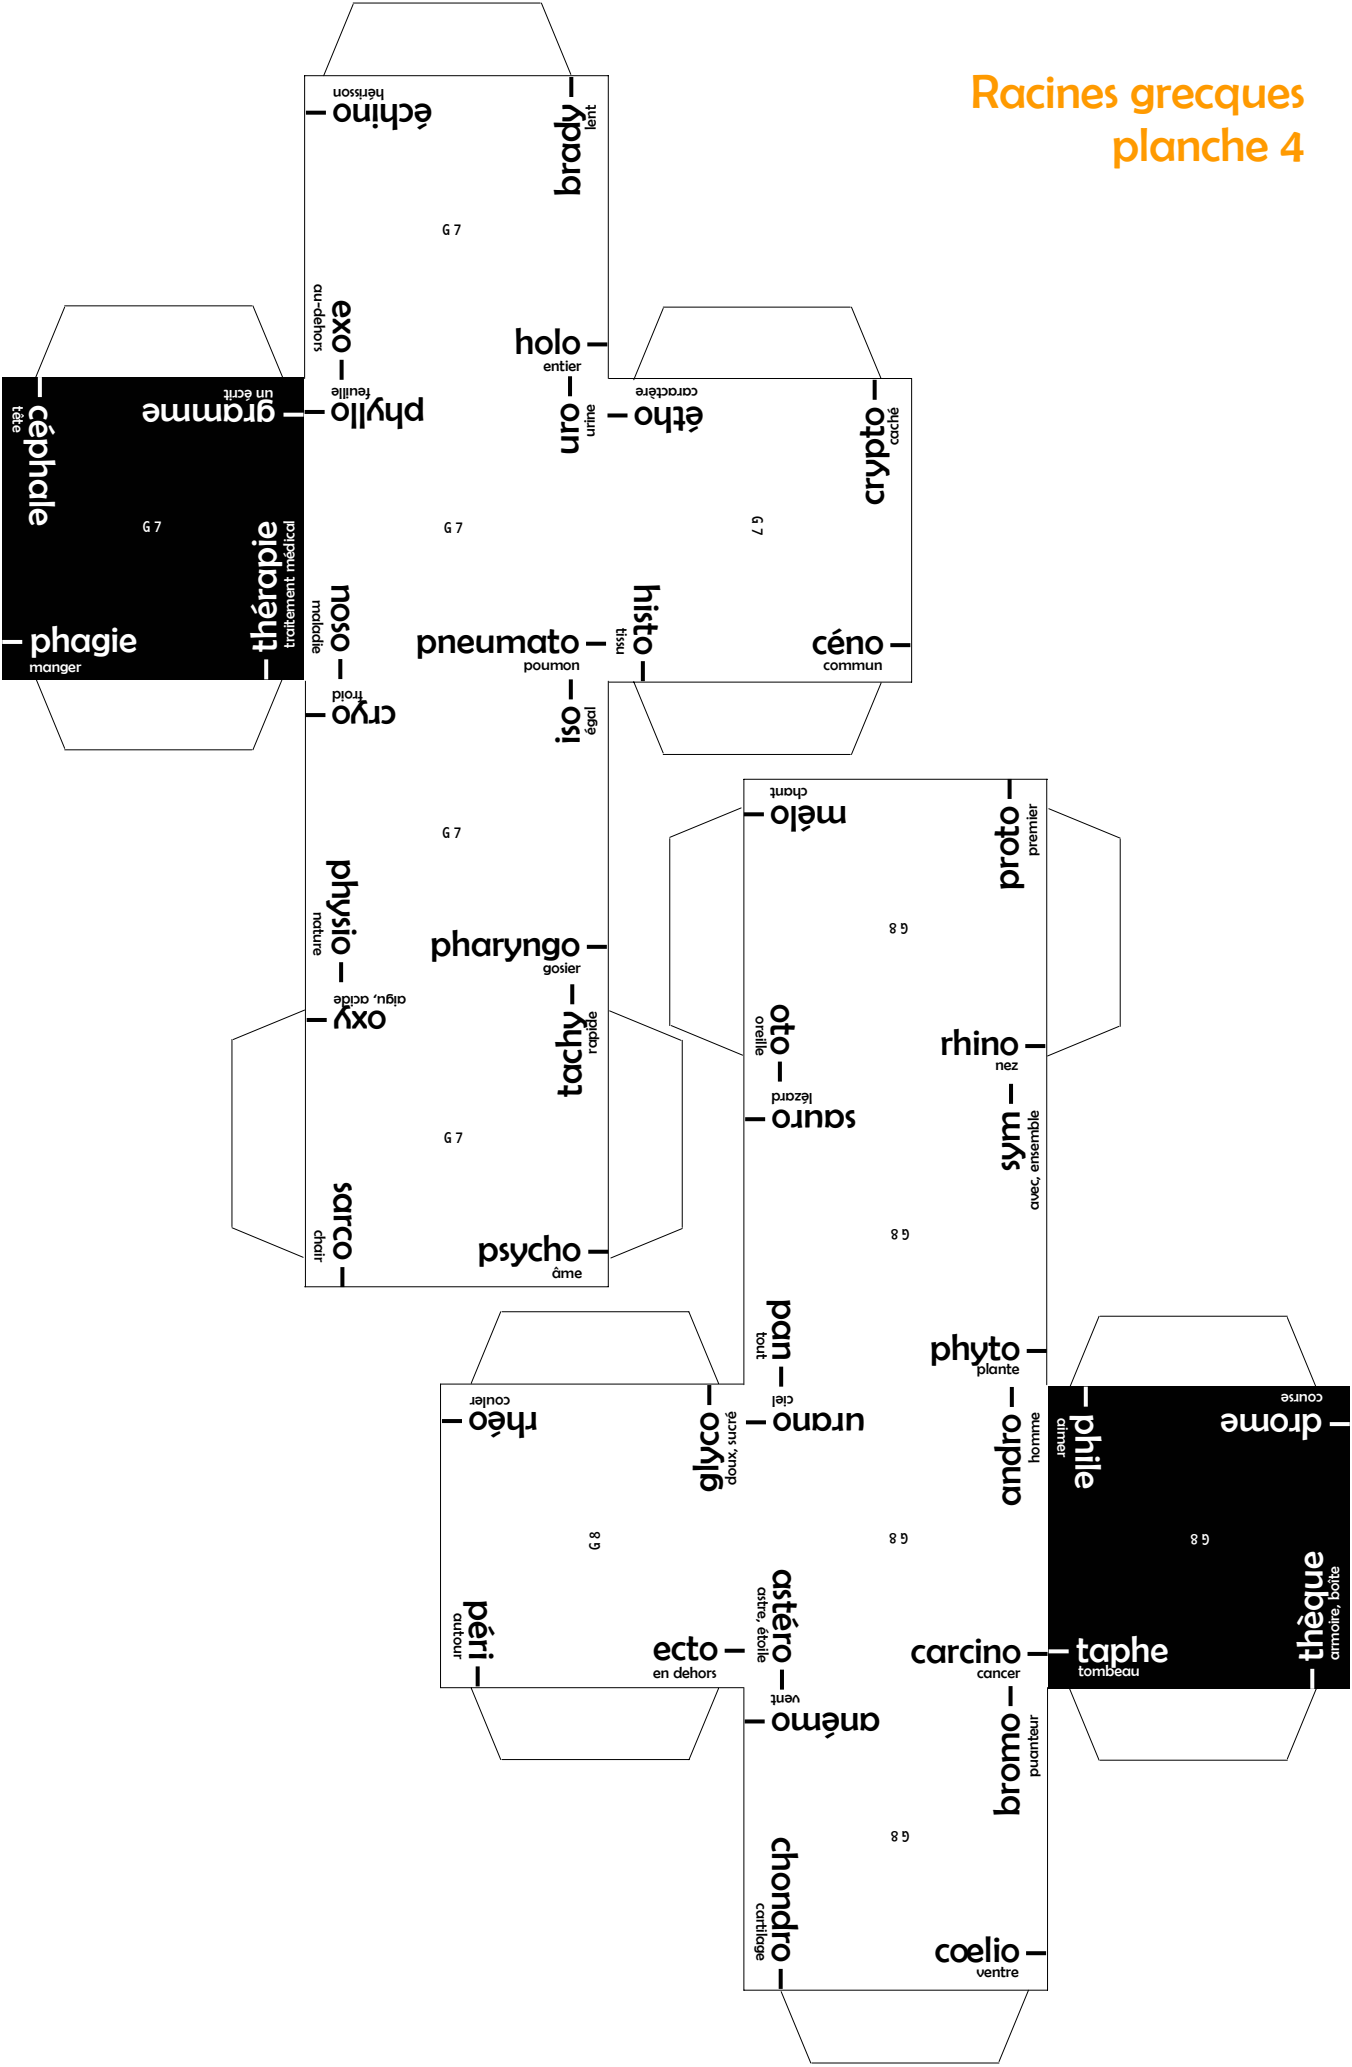 Racines grecques
planche 4
échino
hérisson
brady
lent
G 7
exo
au-dehors
holo
entier
céphale
tête
gramme
un écrit
G 7
thérapie
traitement médical
phagie
manger
phyllo
feuille
uro
urine
G 7
noso
maladie
pneumato
poumon
étho
caractère
crypto
caché
G 7
histo
tissu
céno
commun
cryo
froid
iso
égal
G 7
physio
nature
pharyngo
gosier
oxy
aigu, acide
tachy
rapide
G 7
sarco
chair
psycho
âme
mélo
chant
proto
premier
G 8
oto
oreille
rhino
nez
sauro
lézard
sym
avec, ensemble
G 8
pan
tout
phyto
plante
rhéo
couler
glyco
doux, sucré
G 8
péri
autour
ecto
en dehors
urano
ciel
andro
homme
G 8
astéro
astre, étoile
carcino
cancer
phile
aimer
drome
course
G 8
taphe
tombeau
thèque
armoire, boîte
anémo
vent
bromo
puanteur
G 8
chondro
cartilage
cœlio
ventre